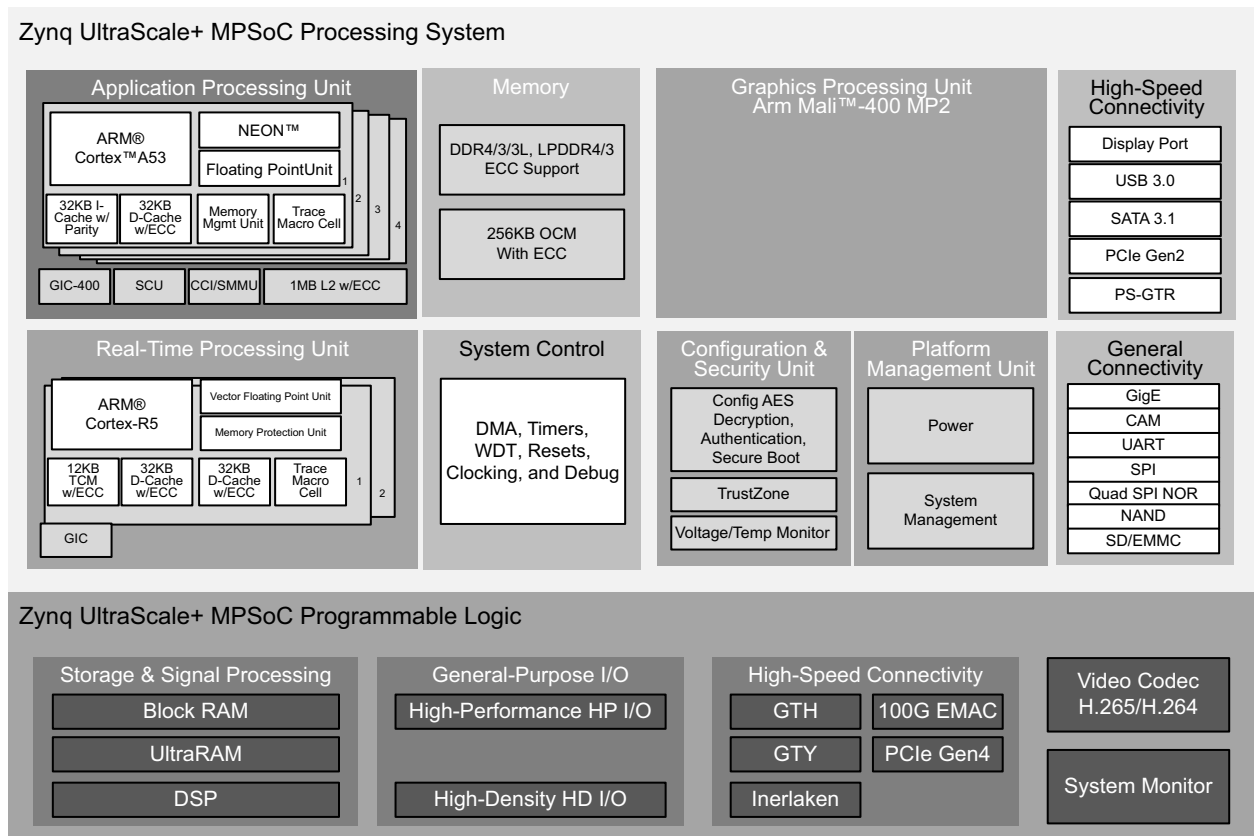 Zynq UltraScale+ MPSoC Processing System
Application Processing Unit
ARM®
Cortex™A53
NEON™
Floating PointUnit
32KB I-
Cache w/
Parity
32KB
D-Cache
w/ECC
Memory
Mgmt Unit
Trace
Macro Cell
1
2
3
4
GIC-400
SCU
CCI/SMMU
1MB L2 w/ECC
Memory
DDR4/3/3L, LPDDR4/3
ECC Support
256KB OCM
With ECC
Graphics Processing Unit
Arm Mali™-400 MP2
High-Speed
Connectivity
Display Port
USB 3.0
SATA 3.1
PCIe Gen2
PS-GTR
Real-Time Processing Unit
ARM®
Cortex-R5
Vector Floating Point Unit
Memory Protection Unit
12KB
TCM
w/ECC
32KB
D-Cache
w/ECC
32KB
D-Cache
w/ECC
Trace
Macro
Cell
1
2
GIC
System Control
DMA, Timers,
WDT, Resets,
Clocking, and Debug
Configuration &
Security Unit
Config AES
Decryption,
Authentication,
Secure Boot
TrustZone
Voltage/Temp Monitor
Platform
Management Unit
Power
System
Management
General
Connectivity
GigE
CAM
UART
SPI
Quad SPI NOR
NAND
SD/EMMC
Zynq UltraScale+ MPSoC Programmable Logic
Storage & Signal Processing
Block RAM
UltraRAM
DSP
General-Purpose I/O
High-Performance HP I/O
High-Density HD I/O
High-Speed Connectivity
GTH
100G EMAC
GTY
PCIe Gen4
Inerlaken
Video Codec
H.265/H.264
System Monitor